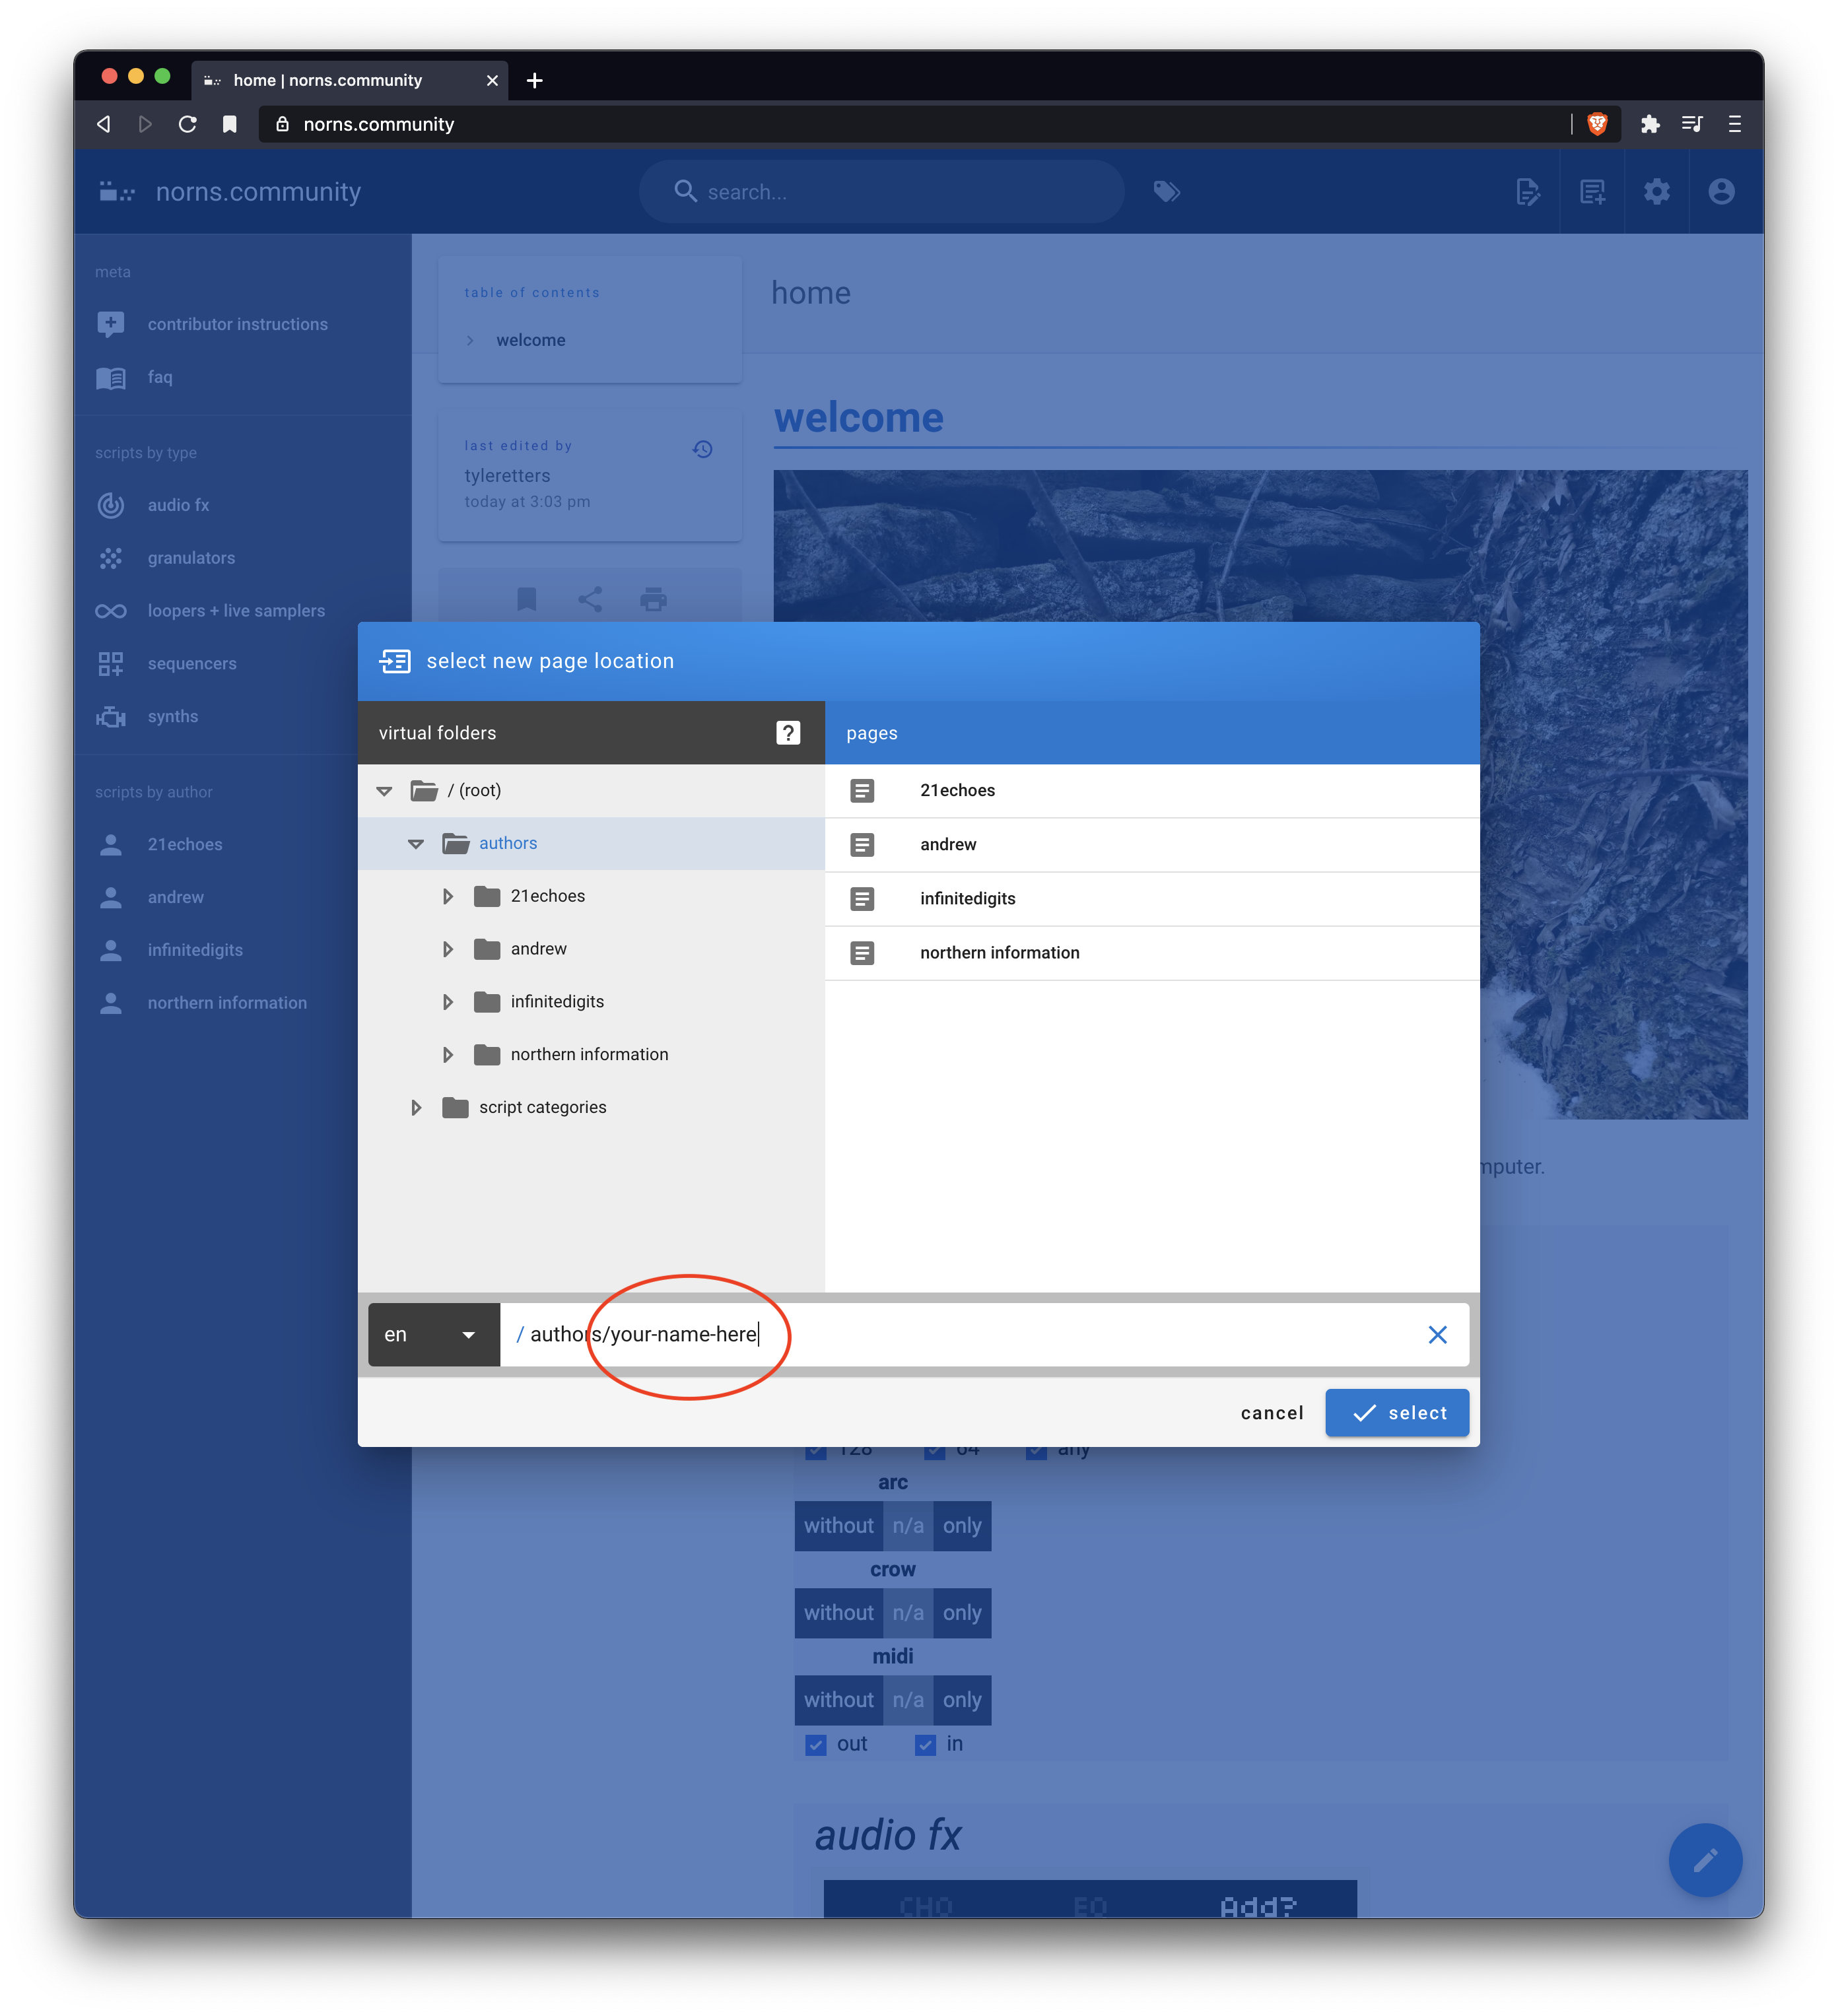 home | norns.community
norns.community
norns.community
search...
meta
contributor instructions
faq
scripts by type
audio fx
granulators
loopers + live samplers
sequencers
synths
scripts by author
21echoes
andrew
infinitedigits
northern information
table of contents
welcome
last edited by
tyleretters
today at 3:03 pm
home
welcome
select new page location
virtual folders
?
pages
/ (root)
authors
21echoes
andrew
infinitedigits
northern information
script categories
21echoes
andrew
infinitedigits
northern information
mputer.
en
/ authors/your-name-here
cancel
select
128 64 any
arc
without n/a only
crow
without n/a only
midi
without n/a only
out in
audio fx
CHO EQ Add?